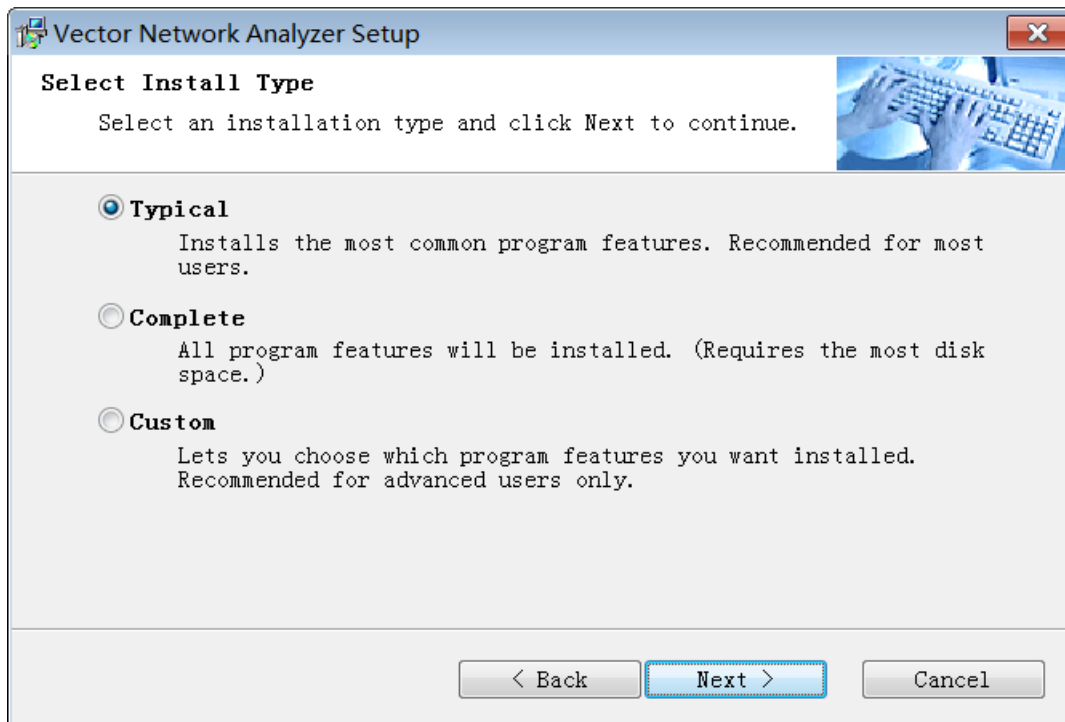 Vector Network Analyzer Setup
Select Install Type
Select an installation type and click Next to continue.
Typical
Installs the most common program features. Recommended for most
users.
Complete
All program features will be installed. (Requires the most disk
space.)
Custom
Lets you choose which program features you want installed.
Recommended for advanced users only.
< Back
Next >
Cancel